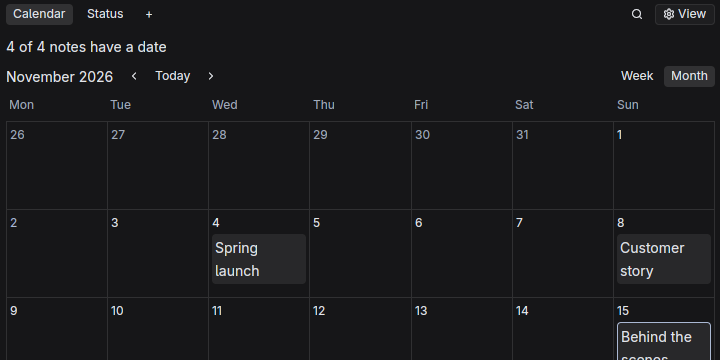 Calendar Status +
View
4 of 4 notes have a date
November 2026 Today Week Month
Mon Tue Wed Thu Fri Sat Sun
26 27 28 29 30 31 1
2 3 4 5 6 7 8
Spring
launch
Customer
story
9 10 11 12 13 14 15
Behind the
scenes